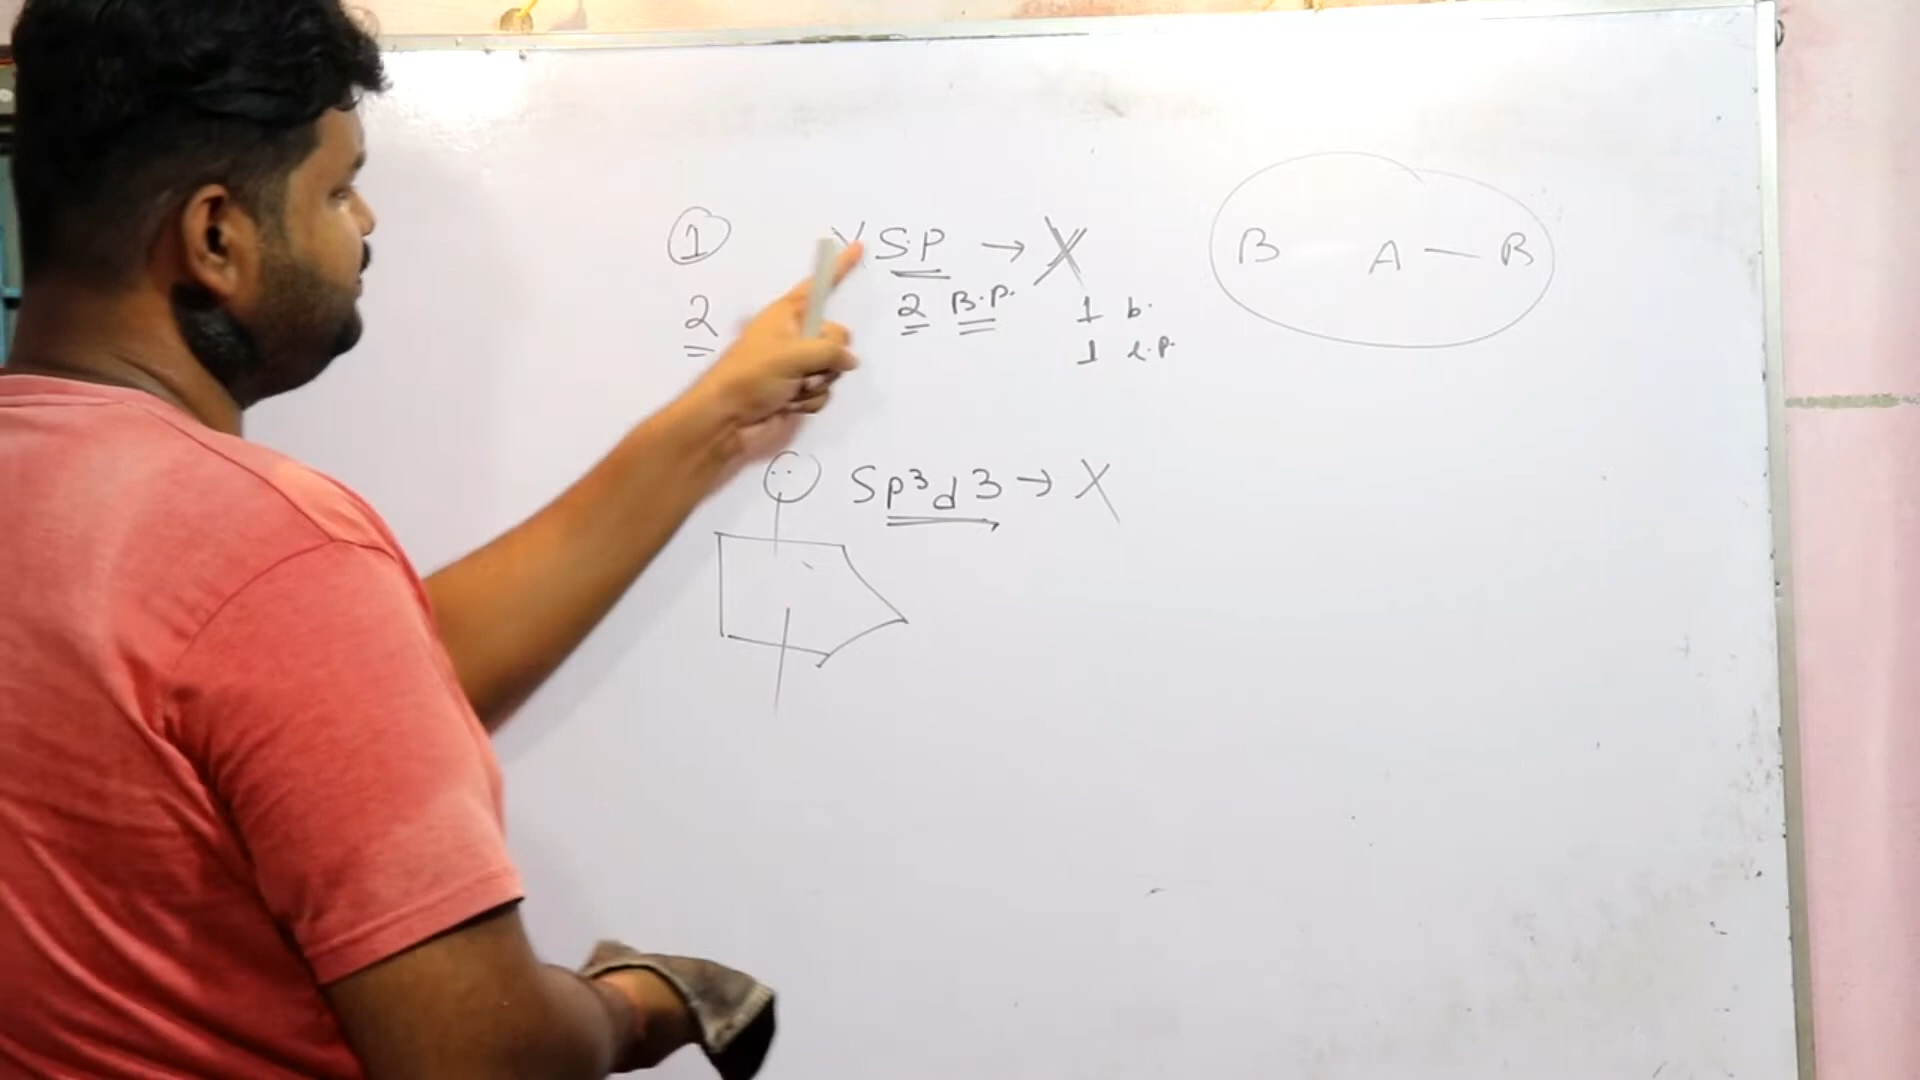 1 X SP → X B A — B
2 2 B.P. 1 b.
1 l.p.
Sp³d3 → X